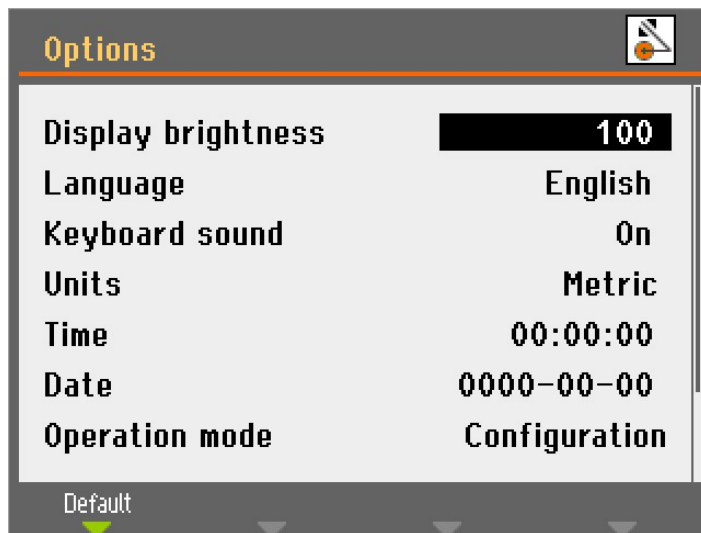 Options
Display brightness 100
Language English
Keyboard sound On
Units Metric
Time 00:00:00
Date 0000-00-00
Operation mode Configuration
Default